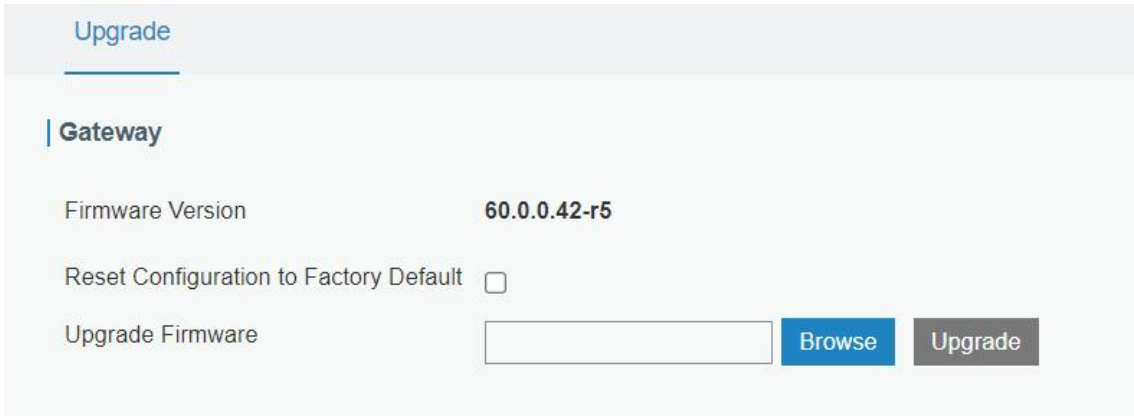 Upgrade
Gateway
Firmware Version 60.0.0.42-r5
Reset Configuration to Factory Default
Upgrade Firmware Browse Upgrade